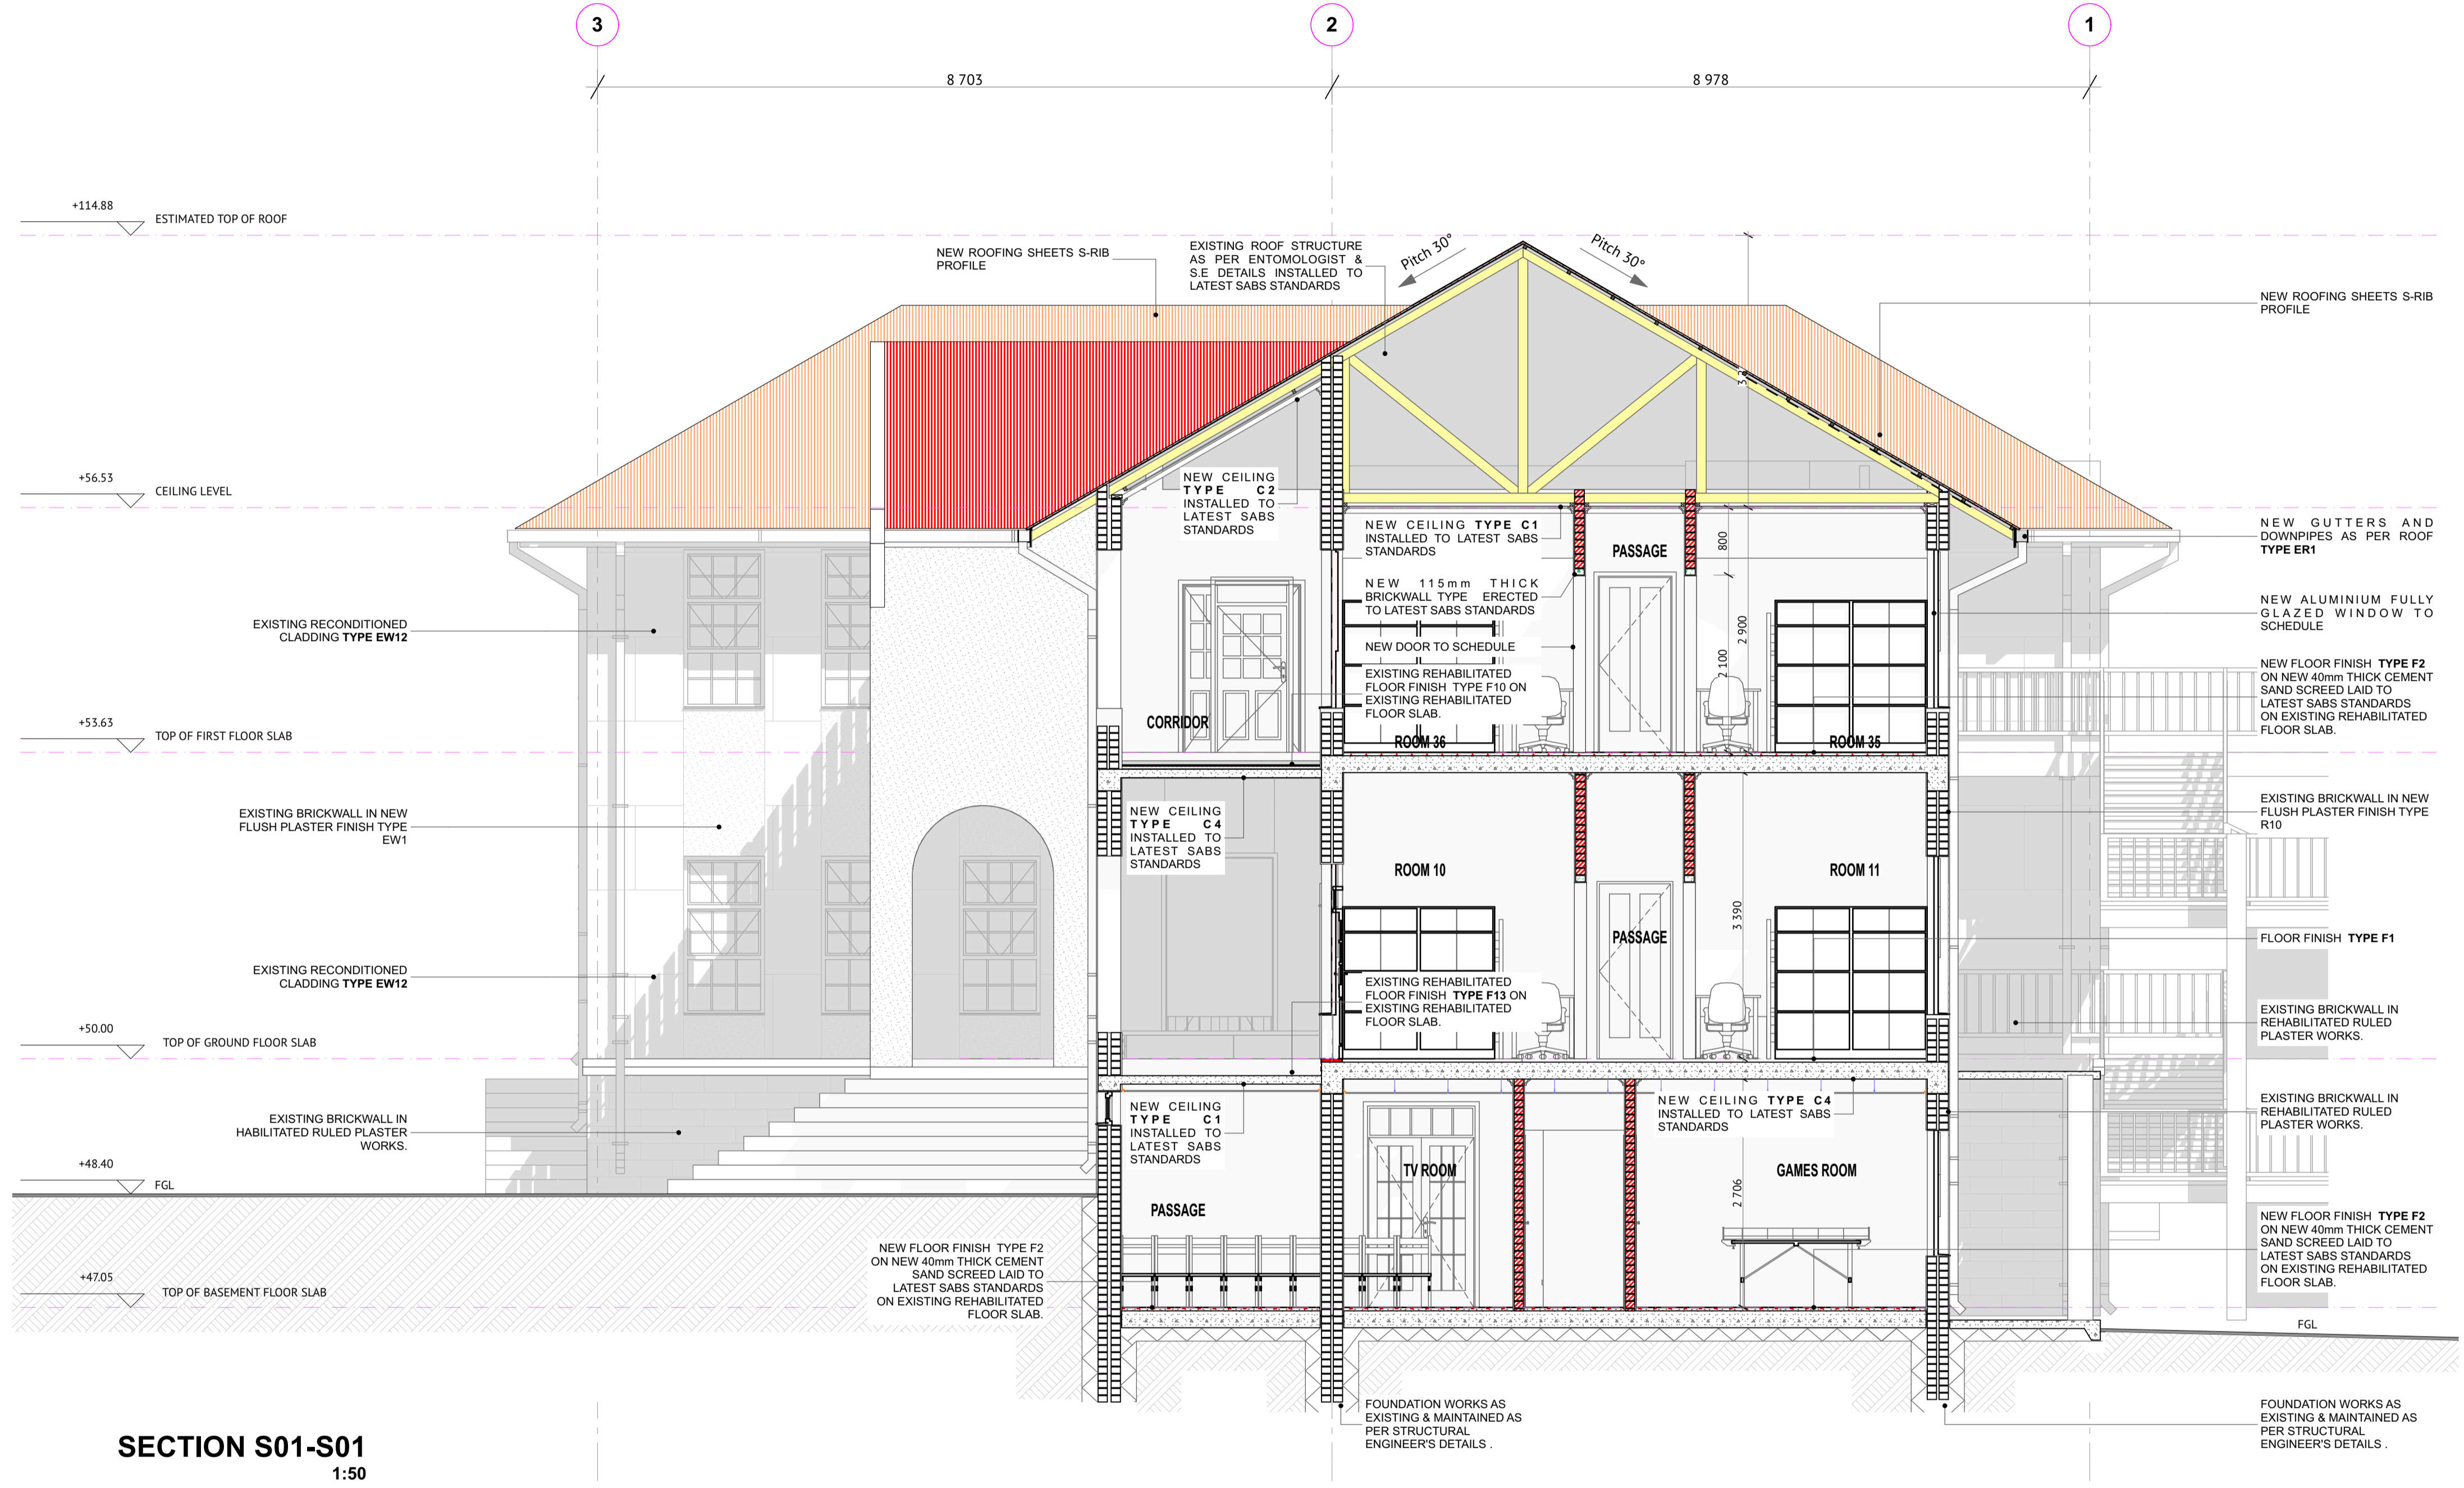 3
2
1
8 703
8 978
+114.88
ESTIMATED TOP OF ROOF
+56.53
CEILING LEVEL
+53.63
TOP OF FIRST FLOOR SLAB
+50.00
TOP OF GROUND FLOOR SLAB
+48.40
FGL
+47.05
TOP OF BASEMENT FLOOR SLAB
EXISTING RECONDITIONED
CLADDING TYPE EW12
EXISTING BRICKWALL IN NEW
FLUSH PLASTER FINISH TYPE
EW1
EXISTING RECONDITIONED
CLADDING TYPE EW12
EXISTING BRICKWALL IN
HABILITATED RULED PLASTER
WORKS.
NEW ROOFING SHEETS S-RIB
PROFILE
EXISTING ROOF STRUCTURE
AS PER ENTOMOLOGIST &
S.E DETAILS INSTALLED TO
LATEST SABS STANDARDS
Pitch 30°
Pitch 30°
NEW CEILING
TYPE C2
INSTALLED TO
LATEST SABS
STANDARDS
NEW CEILING TYPE C1
INSTALLED TO LATEST SABS
STANDARDS
NEW 115mm THICK
BRICKWALL TYPE ERECTED
TO LATEST SABS STANDARDS
NEW DOOR TO SCHEDULE
EXISTING REHABILITATED
FLOOR FINISH TYPE F10 ON
EXISTING REHABILITATED
FLOOR SLAB.
PASSAGE
800
2 900
2 100
CORRIDOR
ROOM 36
ROOM 35
NEW CEILING
TYPE C4
INSTALLED TO
LATEST SABS
STANDARDS
ROOM 10
ROOM 11
PASSAGE
3 390
EXISTING REHABILITATED
FLOOR FINISH TYPE F13 ON
EXISTING REHABILITATED
FLOOR SLAB.
NEW CEILING
TYPE C1
INSTALLED TO
LATEST SABS
STANDARDS
NEW CEILING TYPE C4
INSTALLED TO LATEST SABS
STANDARDS
TV ROOM
GAMES ROOM
2 706
PASSAGE
NEW FLOOR FINISH TYPE F2
ON NEW 40mm THICK CEMENT
SAND SCREED LAID TO
LATEST SABS STANDARDS
ON EXISTING REHABILITATED
FLOOR SLAB.
NEW ROOFING SHEETS S-RIB
PROFILE
NEW GUTTERS AND
DOWNPIPES AS PER ROOF
TYPE ER1
NEW ALUMINIUM FULLY
GLAZED WINDOW TO
SCHEDULE
NEW FLOOR FINISH TYPE F2
ON NEW 40mm THICK CEMENT
SAND SCREED LAID TO
LATEST SABS STANDARDS
ON EXISTING REHABILITATED
FLOOR SLAB.
EXISTING BRICKWALL IN NEW
FLUSH PLASTER FINISH TYPE
R10
FLOOR FINISH TYPE F1
EXISTING BRICKWALL IN
REHABILITATED RULED
PLASTER WORKS.
EXISTING BRICKWALL IN
REHABILITATED RULED
PLASTER WORKS.
NEW FLOOR FINISH TYPE F2
ON NEW 40mm THICK CEMENT
SAND SCREED LAID TO
LATEST SABS STANDARDS
ON EXISTING REHABILITATED
FLOOR SLAB.
FGL
FOUNDATION WORKS AS
EXISTING & MAINTAINED AS
PER STRUCTURAL
ENGINEER'S DETAILS .
FOUNDATION WORKS AS
EXISTING & MAINTAINED AS
PER STRUCTURAL
ENGINEER'S DETAILS .
SECTION S01-S01
1:50